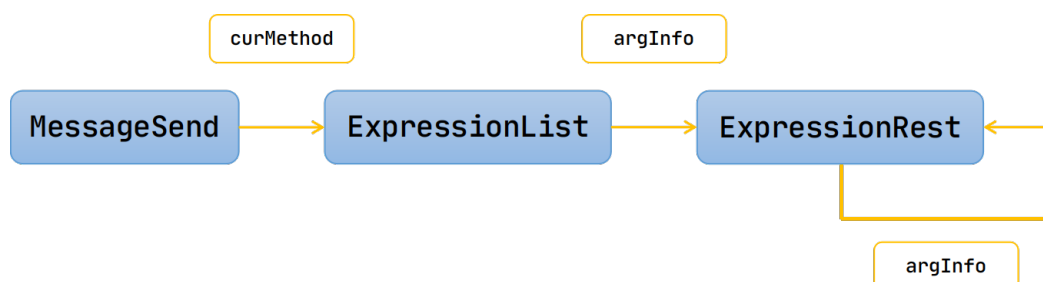 curMethod
argInfo
MessageSend
ExpressionList
ExpressionRest
argInfo